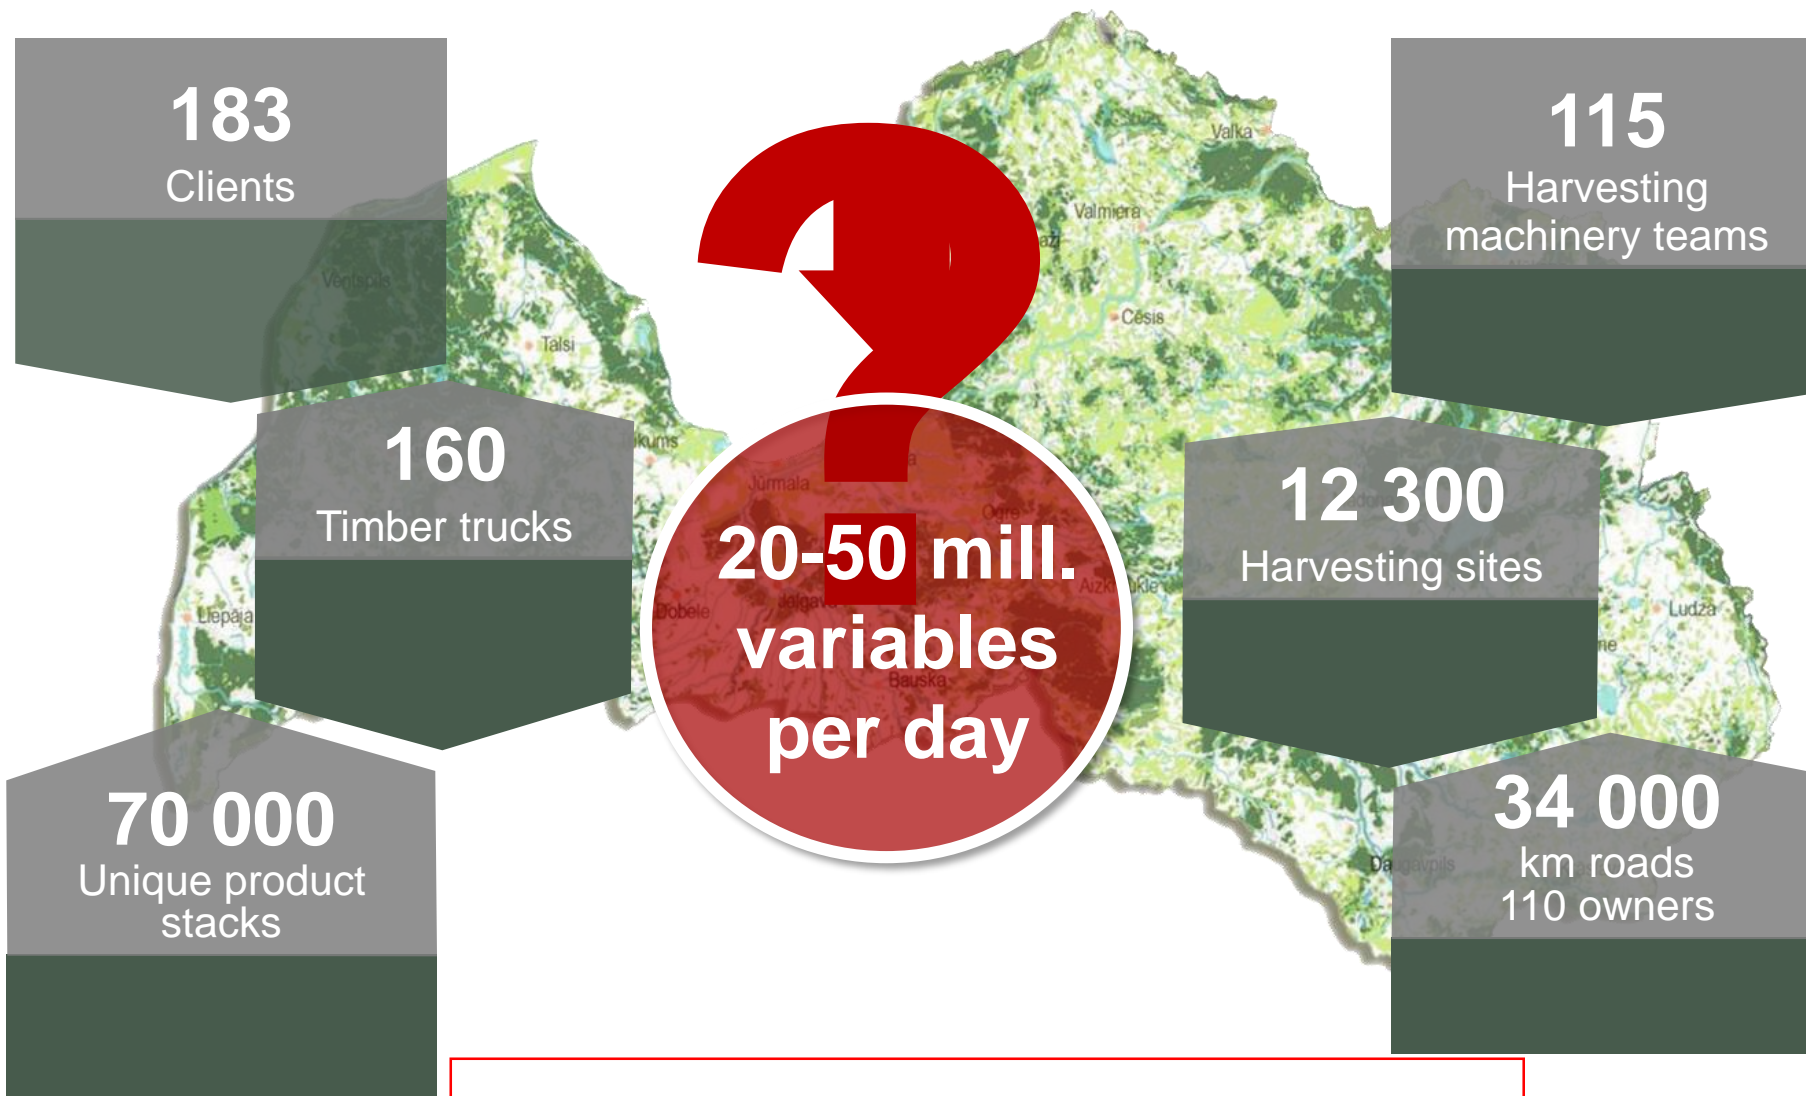 183
Clients
115
Harvesting
machinery teams
160
Timber trucks
12 300
Harvesting sites
20-50 mill.
variables
per day
70 000
Unique product
stacks
34 000
km roads
110 owners
Valka
Valmiera
Cēsis
Ventspils
Talsi
Jūrmala
Ogre
Dobele
Jelgava
Bauska
Liepāja
Ludza
Daugavpils